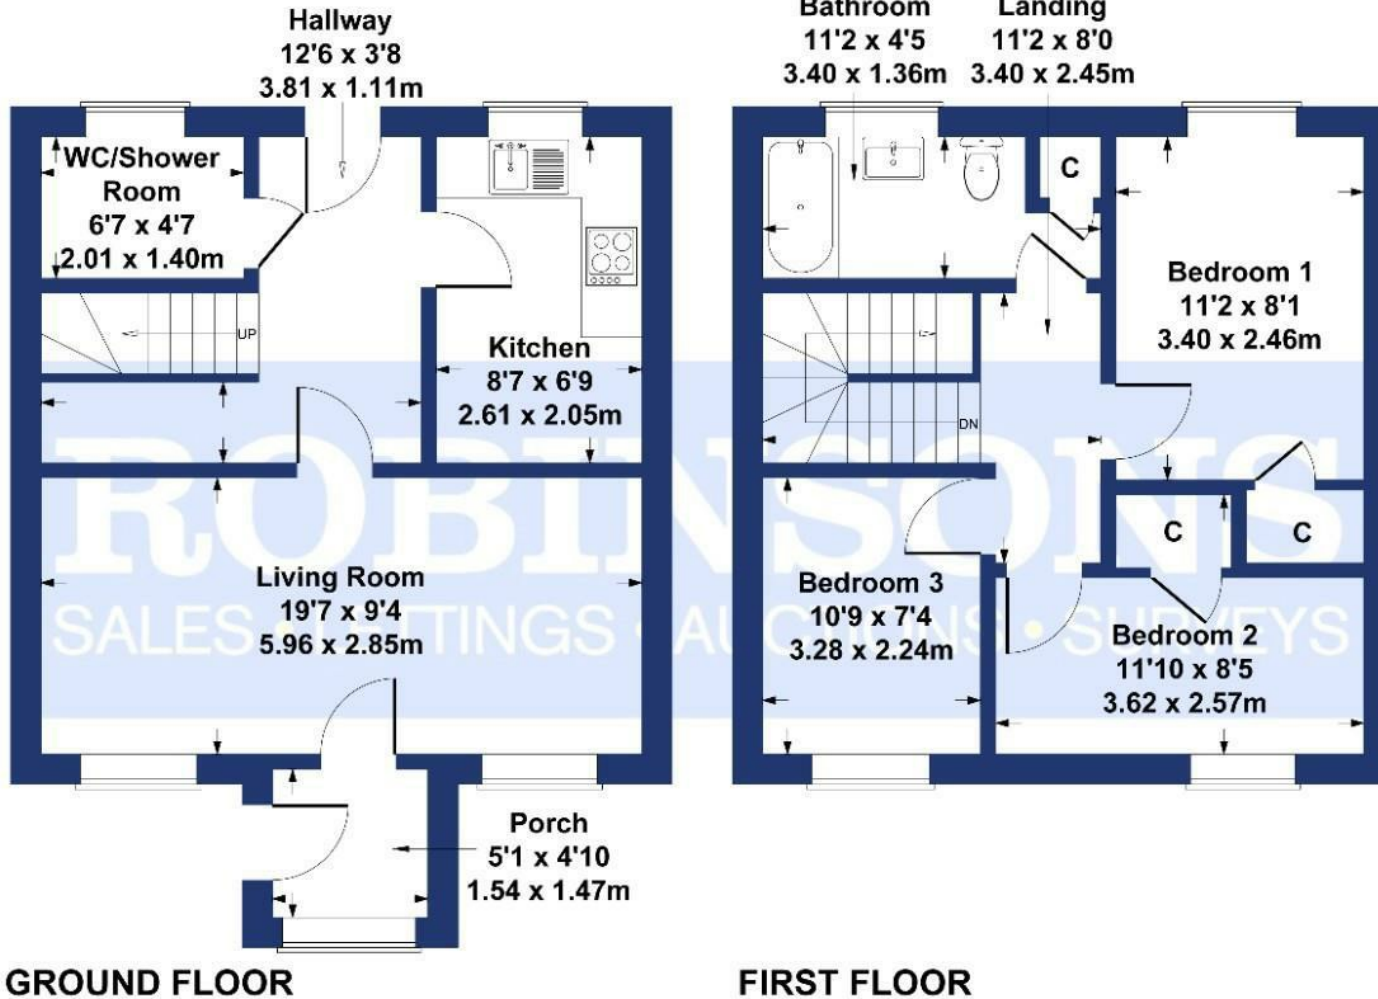 Hallway
12'6 x 3'8
3.81 x 1.11m
WC/Shower
Room
6'7 x 4'7
2.01 x 1.40m
UP
Kitchen
8'7 x 6'9
2.61 x 2.05m
Living Room
19'7 x 9'4
5.96 x 2.85m
Porch
5'1 x 4'10
1.54 x 1.47m
GROUND FLOOR
Bathroom
11'2 x 4'5
3.40 x 1.36m
Landing
11'2 x 8'0
3.40 x 2.45m
C
Bedroom 1
11'2 x 8'1
3.40 x 2.46m
DN
C
C
Bedroom 3
10'9 x 7'4
3.28 x 2.24m
Bedroom 2
11'10 x 8'5
3.62 x 2.57m
FIRST FLOOR
ROBINSONS
SALES • LETTINGS • AUCTIONS • SURVEYS